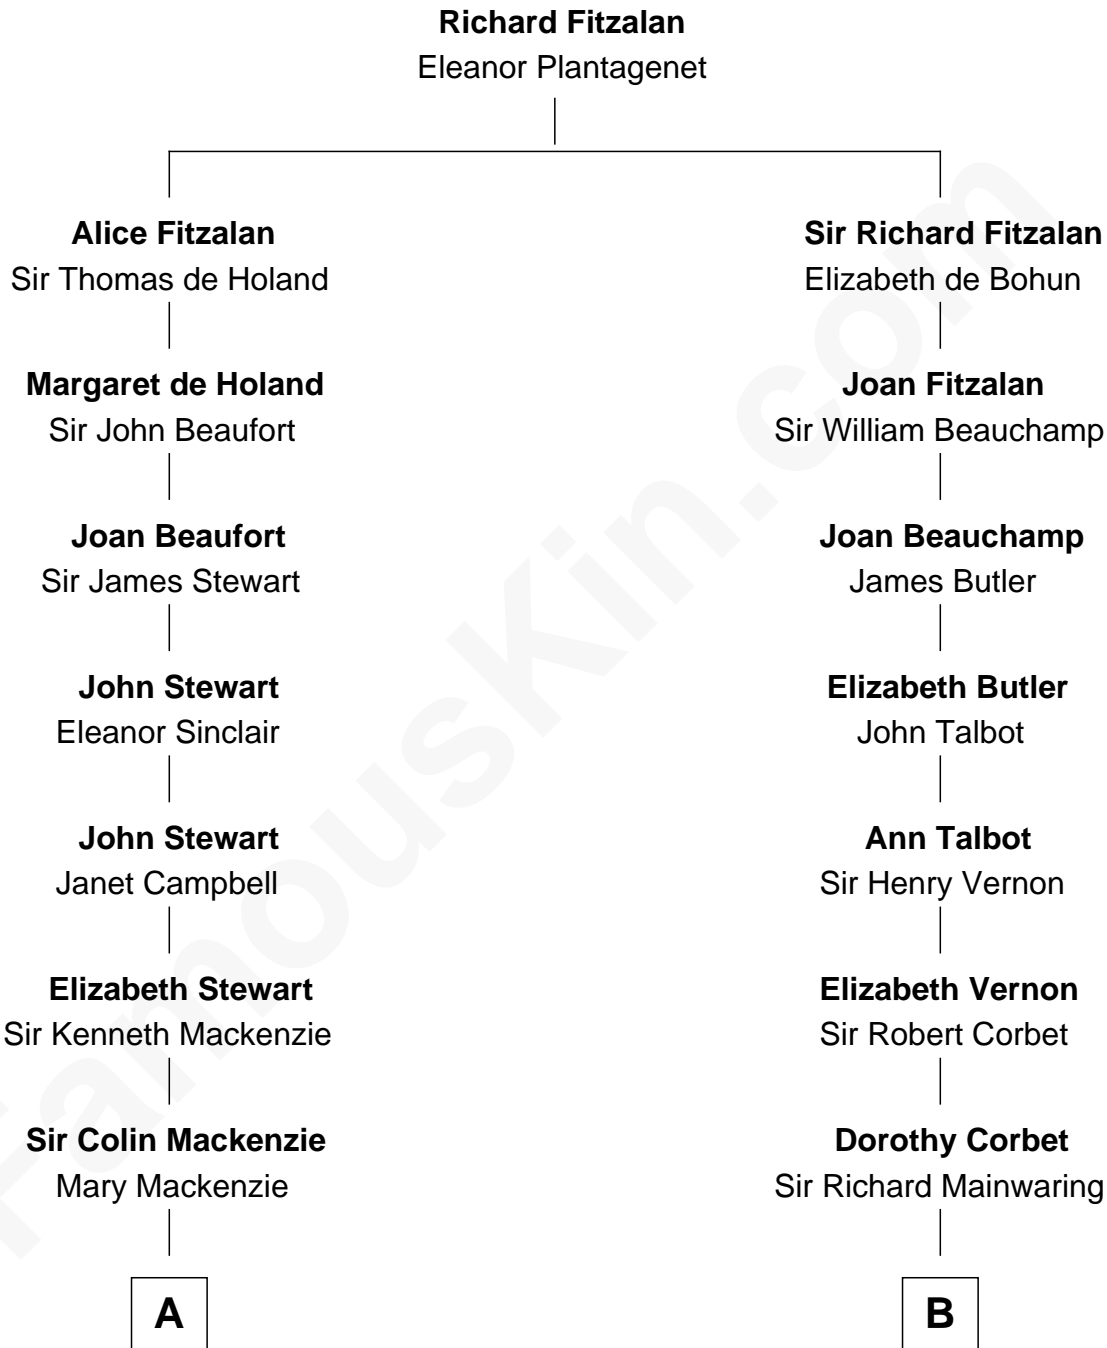 Richard Fitzalan
Eleanor Plantagenet
Alice Fitzalan
Sir Thomas de Holand
Sir Richard Fitzalan
Elizabeth de Bohun
Margaret de Holand
Sir John Beaufort
Joan Fitzalan
Sir William Beauchamp
Joan Beaufort
Sir James Stewart
Joan Beauchamp
James Butler
John Stewart
Eleanor Sinclair
Elizabeth Butler
John Talbot
John Stewart
Janet Campbell
Ann Talbot
Sir Henry Vernon
Elizabeth Stewart
Sir Kenneth Mackenzie
Elizabeth Vernon
Sir Robert Corbet
Sir Colin Mackenzie
Mary Mackenzie
Dorothy Corbet
Sir Richard Mainwaring
A
B
FamousKin.com